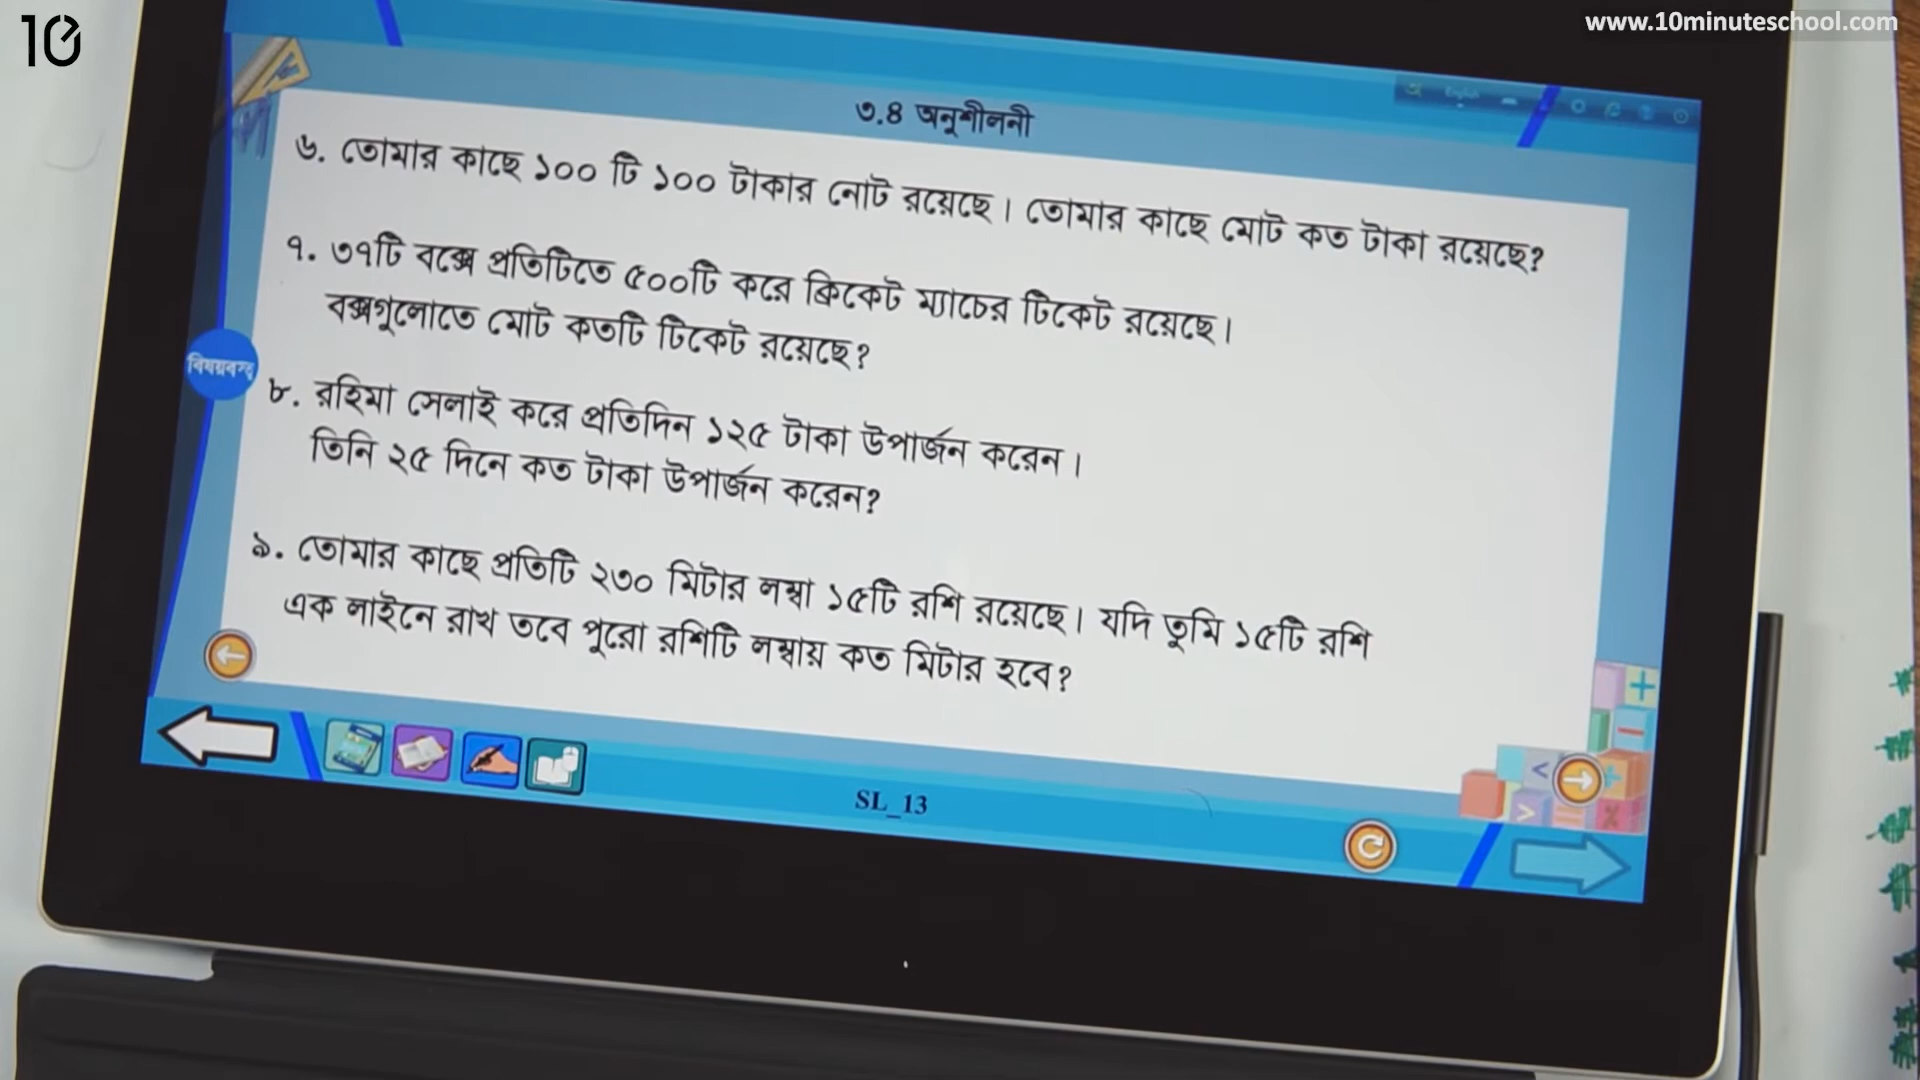 10
www.10minuteschool.com
৩.৪ অনুশীলনী
৬. তোমার কাছে ১০০ টি ১০০ টাকার নোট রয়েছে। তোমার কাছে মোট কত টাকা রয়েছে?
৭. ৩৭টি বক্সে প্রতিটিতে ৫০০টি করে ক্রিকেট ম্যাচের টিকেট রয়েছে।
বক্সগুলোতে মোট কতটি টিকেট রয়েছে?
বিষয়বস্তু
৮. রহিমা সেলাই করে প্রতিদিন ১২৫ টাকা উপার্জন করেন।
তিনি ২৫ দিনে কত টাকা উপার্জন করেন?
৯. তোমার কাছে প্রতিটি ২৩০ মিটার লম্বা ১৫টি রশি রয়েছে। যদি তুমি ১৫টি রশি
এক লাইনে রাখ তবে পুরো রশিটি লম্বায় কত মিটার হবে?
SL_13